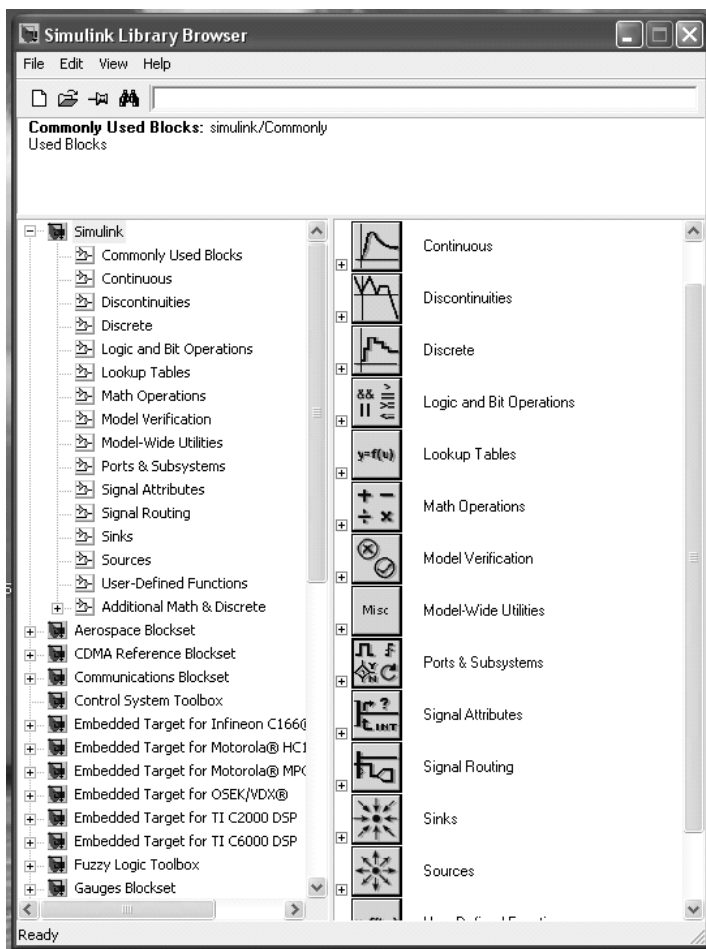 Simulink Library Browser
File Edit View Help
Commonly Used Blocks: simulink/Commonly
Used Blocks
Simulink
Commonly Used Blocks
Continuous
Discontinuities
Discrete
Logic and Bit Operations
Lookup Tables
Math Operations
Model Verification
Model-Wide Utilities
Ports & Subsystems
Signal Attributes
Signal Routing
Sinks
Sources
User-Defined Functions
Additional Math & Discrete
Aerospace Blockset
CDMA Reference Blockset
Communications Blockset
Control System Toolbox
Embedded Target for Infineon C166
Embedded Target for Motorola® HC1
Embedded Target for Motorola® MP
Embedded Target for OSEK/VDX®
Embedded Target for TI C2000 DSP
Embedded Target for TI C6000 DSP
Fuzzy Logic Toolbox
Gauges Blockset
Continuous
Discontinuities
Discrete
&& || > = >= <= Logic and Bit Operations
y=f(u) Lookup Tables
+ − ÷ × Math Operations
Model Verification
Misc Model-Wide Utilities
Y N Ports & Subsystems
? INT Signal Attributes
Signal Routing
Sinks
Sources
Ready